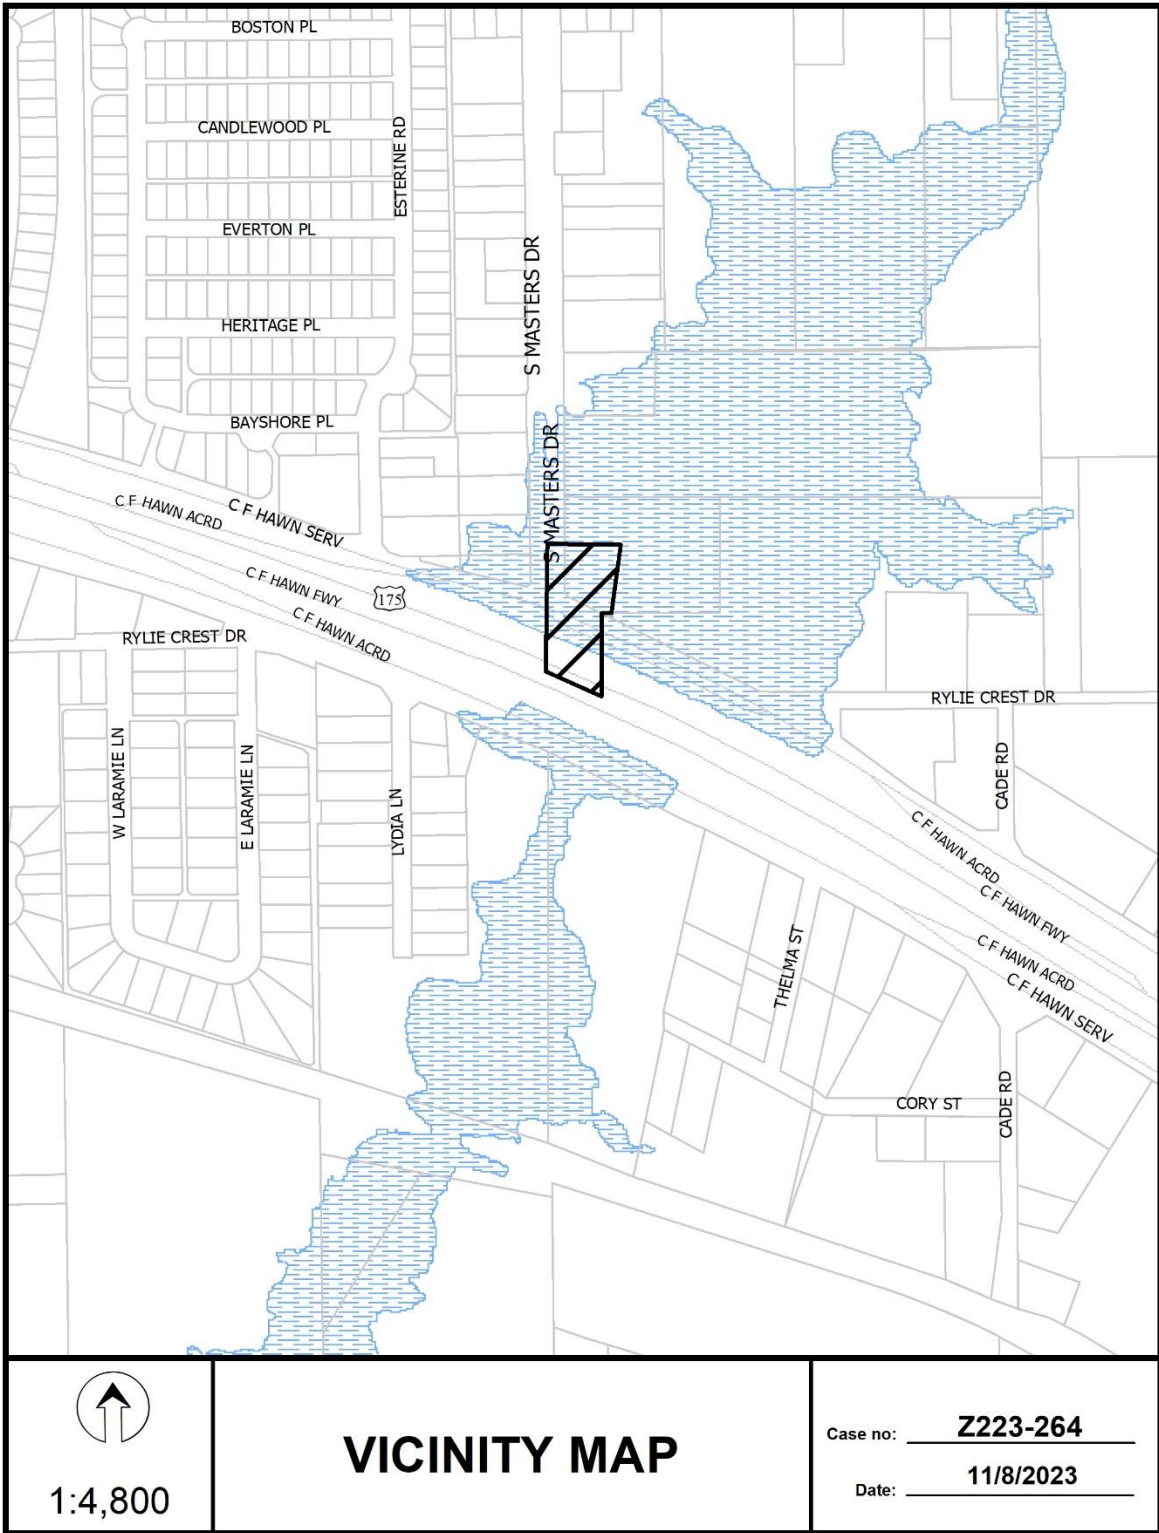 BOSTON PL
CANDLEWOOD PL
ESTERINE RD
EVERTON PL
S MASTERS DR
HERITAGE PL
BAYSHORE PL
S MASTERS DR
C F HAWN ACRD
C F HAWN SERV
C F HAWN FWY
175
C F HAWN ACRD
RYLIE CREST DR
RYLIE CREST DR
W LARAMIE LN
E LARAMIE LN
LYDIA LN
CADE RD
C F HAWN ACRD
C F HAWN FWY
C F HAWN ACRD
C F HAWN SERV
THELMA ST
CORY ST
CADE RD
1:4,800
VICINITY MAP
Case no: Z223-264
Date: 11/8/2023